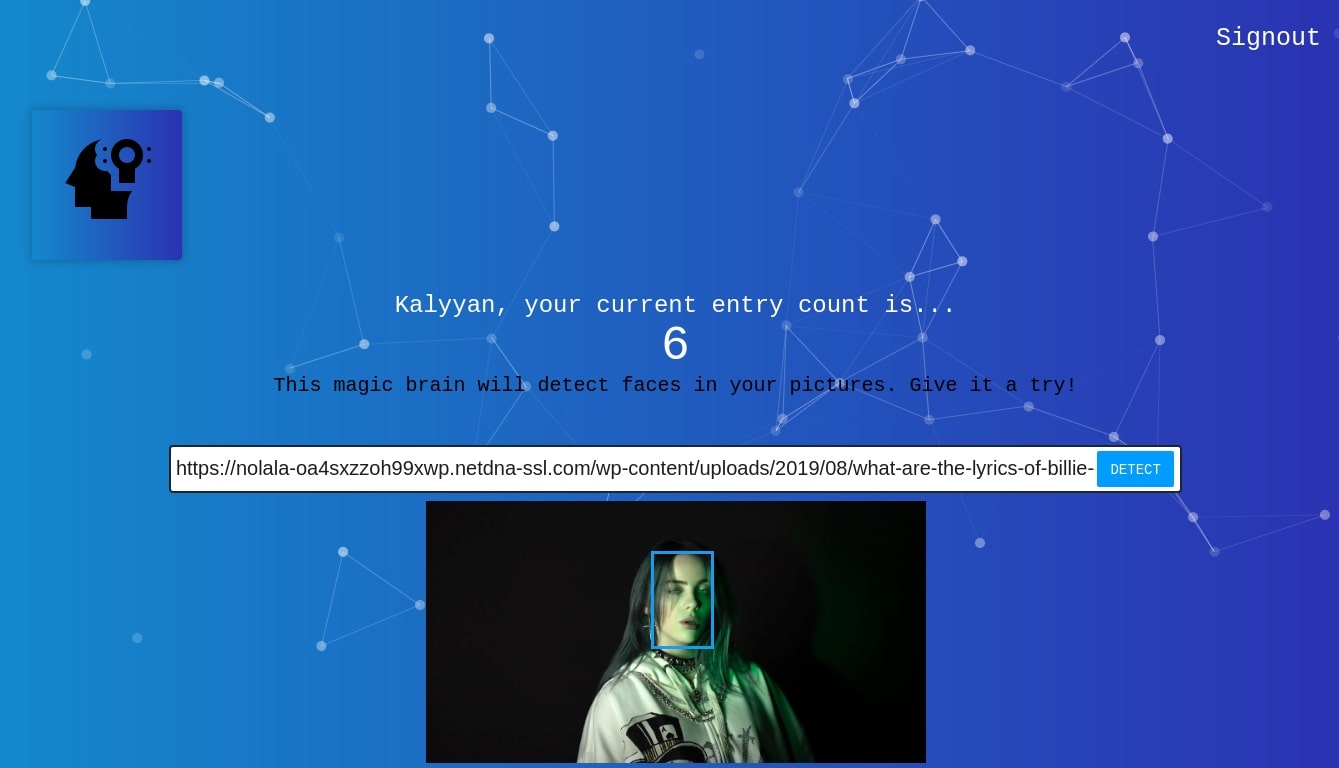 Signout
Kalyyan, your current entry count is...
6
This magic brain will detect faces in your pictures. Give it a try!
https://nolala-oa4sxzzoh99xwp.netdna-ssl.com/wp-content/uploads/2019/08/what-are-the-lyrics-of-billie- DETECT